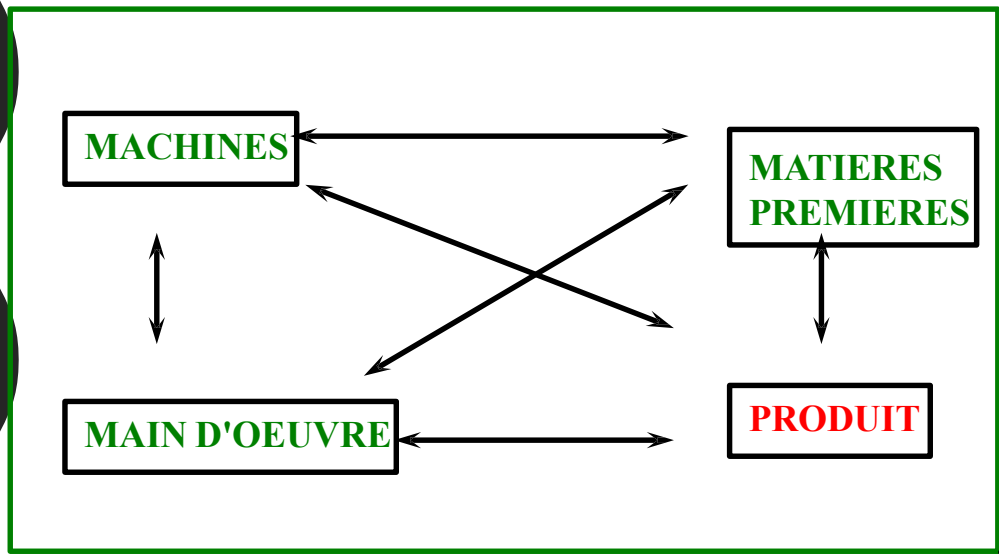 MACHINES
MATIERES
PREMIERES
MAIN D'OEUVRE
PRODUIT